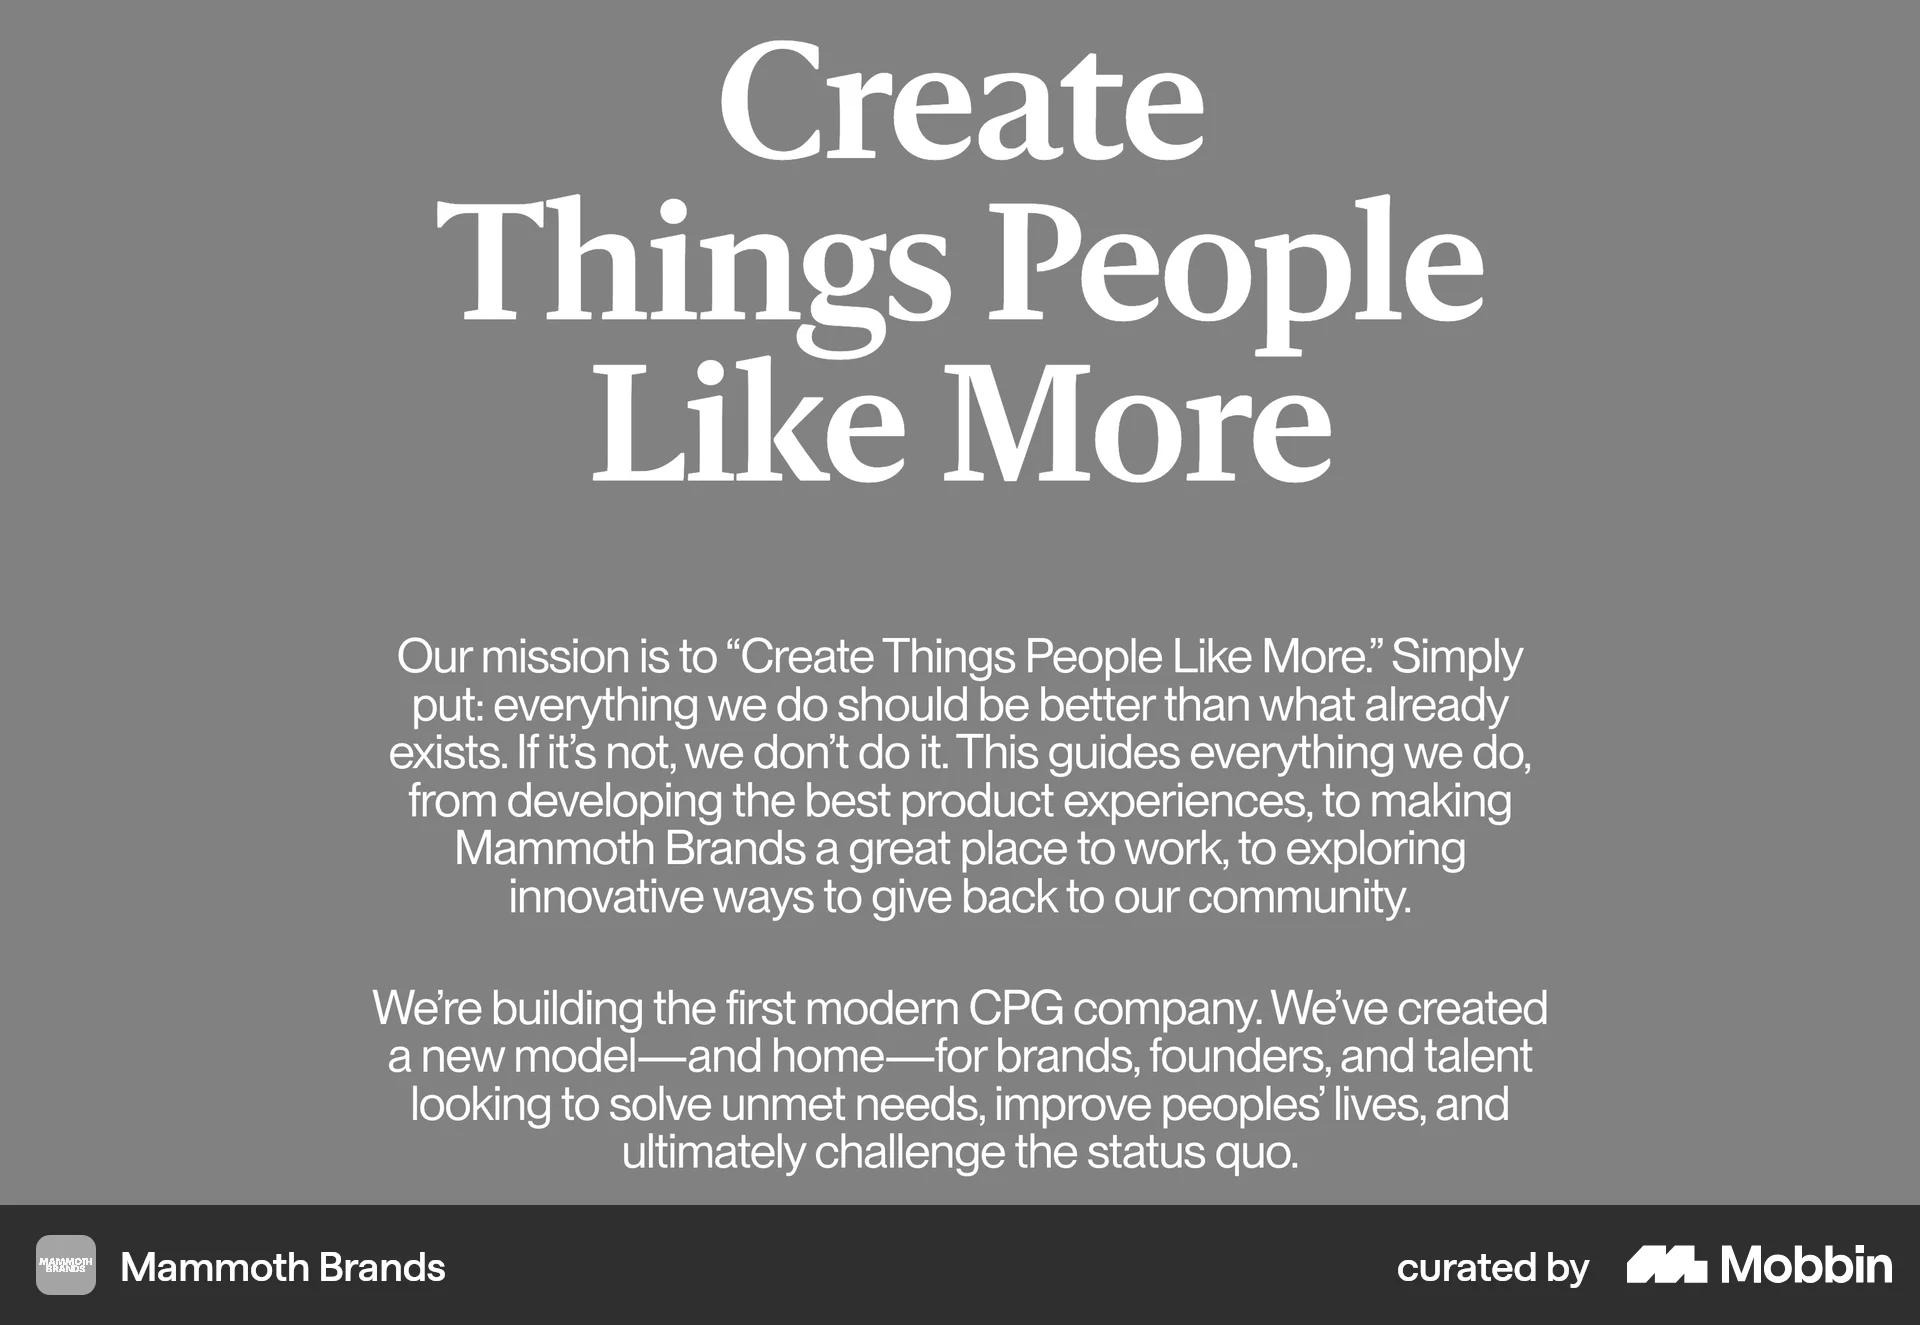 Create
Things People
Like More
Our mission is to “Create Things People Like More.” Simply
put: everything we do should be better than what already
exists. If it’s not, we don’t do it. This guides everything we do,
from developing the best product experiences, to making
Mammoth Brands a great place to work, to exploring
innovative ways to give back to our community.
We’re building the first modern CPG company. We’ve created
a new model—and home—for brands, founders, and talent
looking to solve unmet needs, improve peoples’ lives, and
ultimately challenge the status quo.
MAMMOTH
BRANDS
Mammoth Brands
curated by
Mobbin